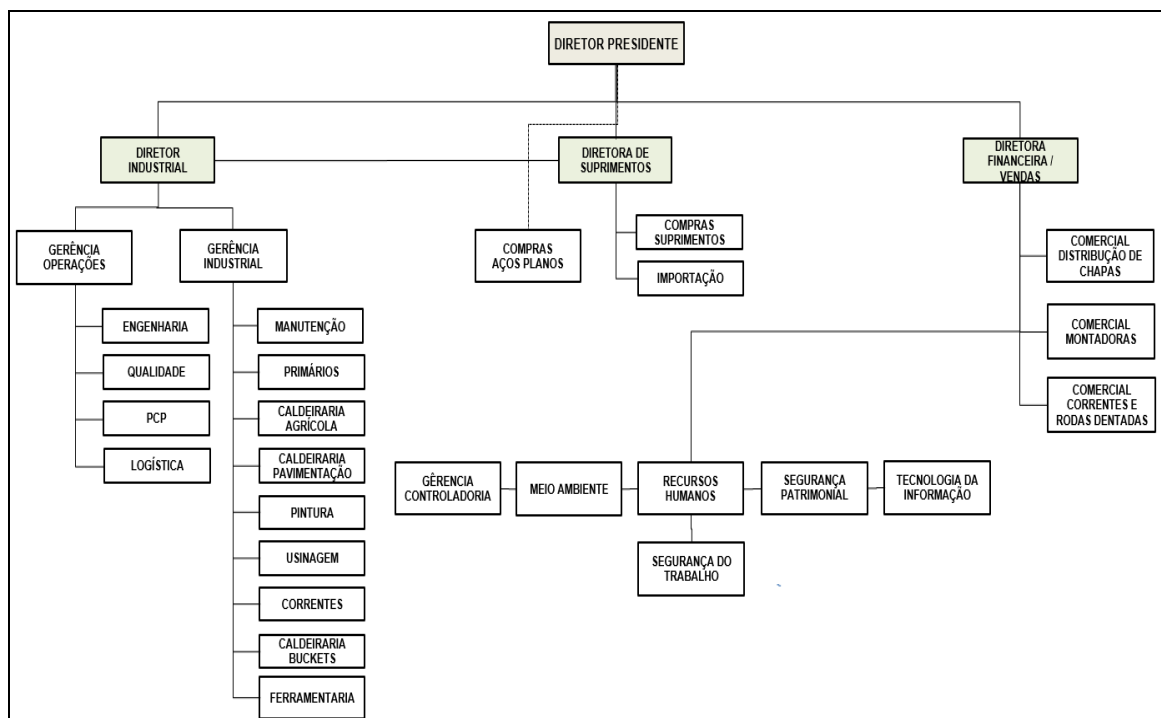 DIRETOR PRESIDENTE
DIRETOR
INDUSTRIAL
DIRETORA DE
SUPRIMENTOS
DIRETORA
FINANCEIRA /
VENDAS
GERÊNCIA
OPERAÇÕES
GERÊNCIA
INDUSTRIAL
COMPRAS
AÇOS PLANOS
COMPRAS
SUPRIMENTOS
IMPORTAÇÃO
COMERCIAL
DISTRIBUÇÃO DE
CHAPAS
COMERCIAL
MONTADORAS
COMERCIAL
CORRENTES E
RODAS DENTADAS
ENGENHARIA
QUALIDADE
PCP
LOGÍSTICA
MANUTENÇÃO
PRIMÁRIOS
CALDEIRARIA
AGRÍCOLA
CALDEIRARIA
PAVIMENTAÇÃO
PINTURA
USINAGEM
CORRENTES
CALDEIRARIA
BUCKETS
FERRAMENTARIA
GÊRENCIA
CONTROLADORIA
MEIO AMBIENTE
RECURSOS
HUMANOS
SEGURANÇA
PATRIMONIAL
TECNOLOGIA DA
INFORMAÇÃO
SEGURANÇA DO
TRABALHO